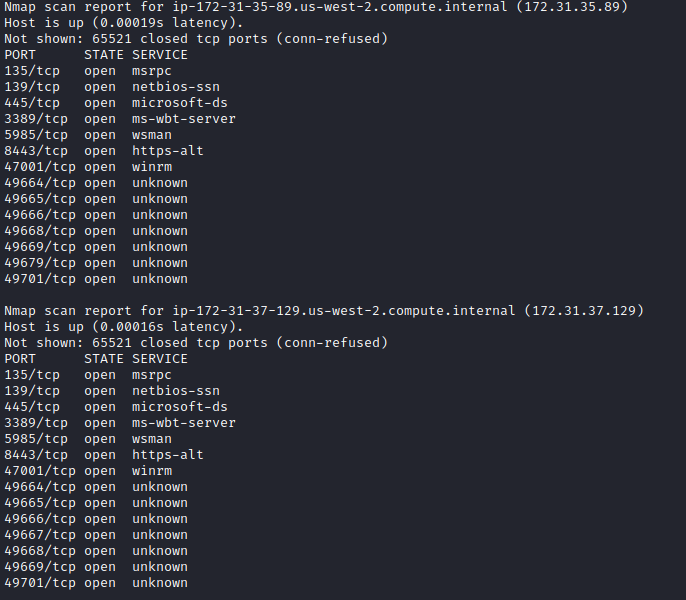 Nmap scan report for ip-172-31-35-89.us-west-2.compute.internal (172.31.35.89)
Host is up (0.00019s latency).
Not shown: 65521 closed tcp ports (conn-refused)
PORT      STATE SERVICE
135/tcp   open  msrpc
139/tcp   open  netbios-ssn
445/tcp   open  microsoft-ds
3389/tcp  open  ms-wbt-server
5985/tcp  open  wsman
8443/tcp  open  https-alt
47001/tcp open  winrm
49664/tcp open  unknown
49665/tcp open  unknown
49666/tcp open  unknown
49668/tcp open  unknown
49669/tcp open  unknown
49679/tcp open  unknown
49701/tcp open  unknown

Nmap scan report for ip-172-31-37-129.us-west-2.compute.internal (172.31.37.129)
Host is up (0.00016s latency).
Not shown: 65521 closed tcp ports (conn-refused)
PORT      STATE SERVICE
135/tcp   open  msrpc
139/tcp   open  netbios-ssn
445/tcp   open  microsoft-ds
3389/tcp  open  ms-wbt-server
5985/tcp  open  wsman
8443/tcp  open  https-alt
47001/tcp open  winrm
49664/tcp open  unknown
49665/tcp open  unknown
49666/tcp open  unknown
49667/tcp open  unknown
49668/tcp open  unknown
49669/tcp open  unknown
49701/tcp open  unknown